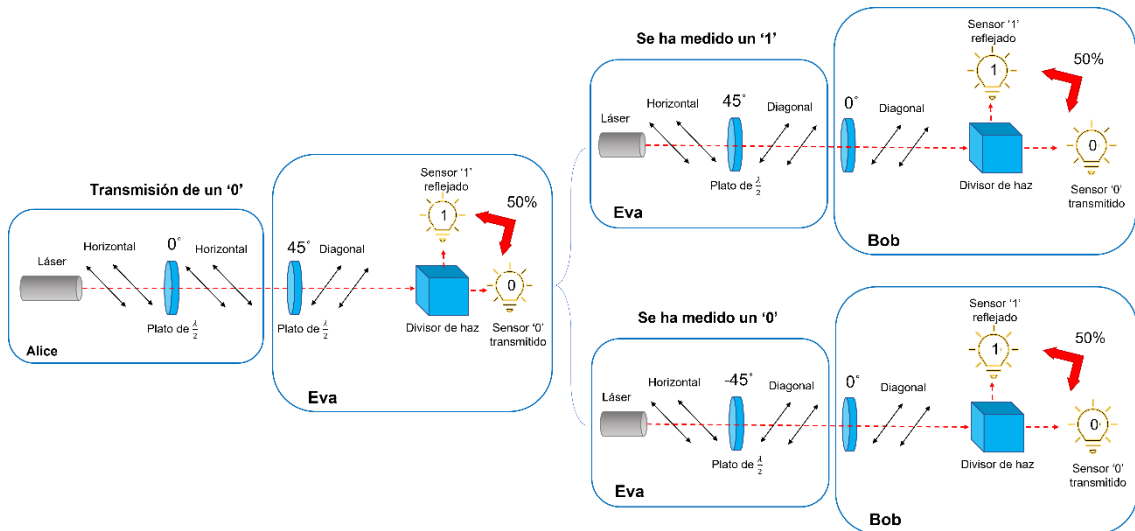 Transmisión de un ‘0’
Láser
Horizontal
0°
Horizontal
Plato de λ/2
Alice
45°
Diagonal
Plato de λ/2
Sensor ‘1’
reflejado
1
50%
0
Divisor de haz
Sensor ‘0’
transmitido
Eva
Se ha medido un ‘1’
Láser
Horizontal
45°
Diagonal
Plato de λ/2
Eva
0°
Diagonal
Sensor ‘1’
reflejado
1
50%
0
Divisor de haz
Sensor ‘0’
transmitido
Bob
Se ha medido un ‘0’
Láser
Horizontal
-45°
Diagonal
Plato de λ/2
Eva
0°
Diagonal
Sensor ‘1’
reflejado
1
50%
0
Divisor de haz
Sensor ‘0’
transmitido
Bob